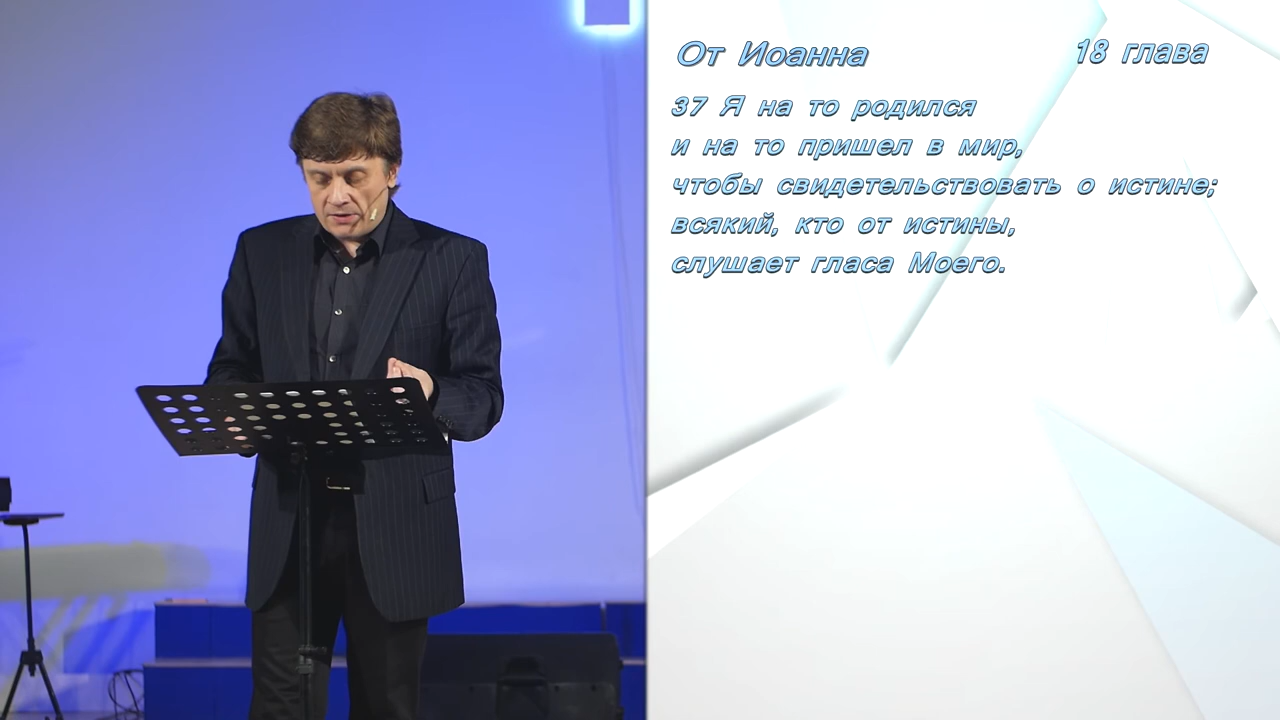 От Иоанна 18 глава
37 Я на то родился
и на то пришел в мир,
чтобы свидетельствовать о истине;
всякий, кто от истины,
слушает гласа Моего.